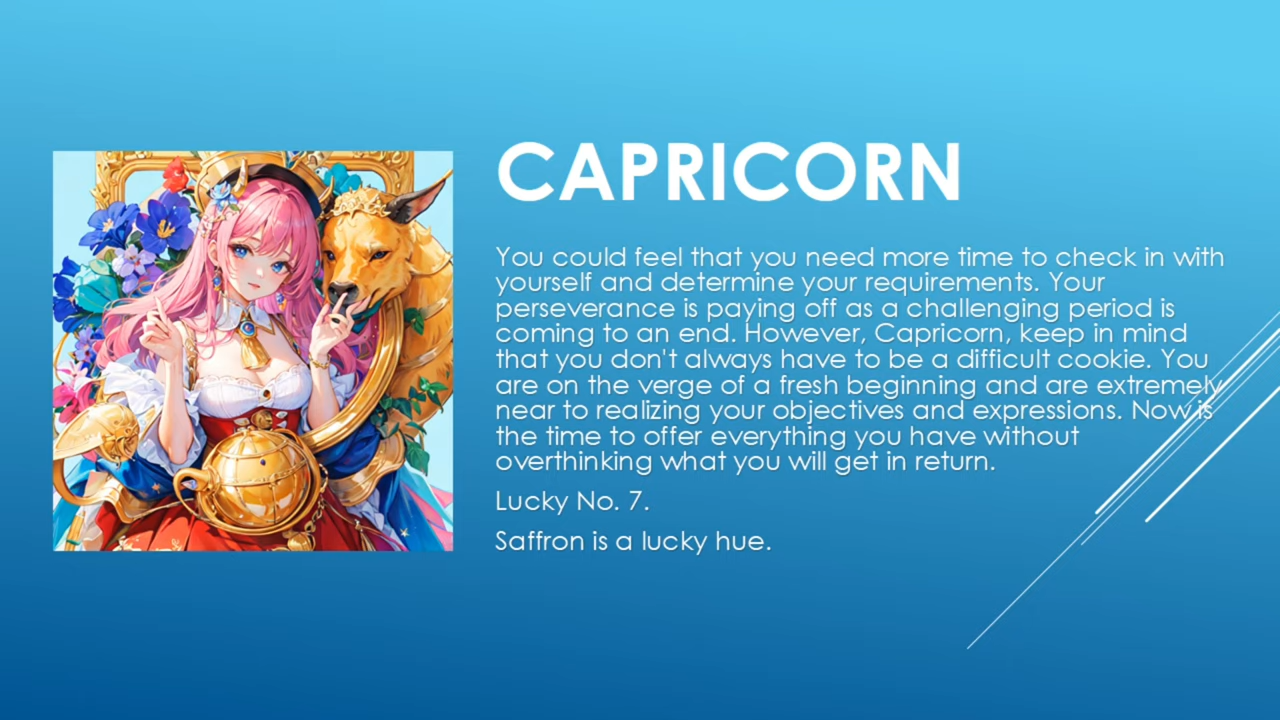 CAPRICORN
You could feel that you need more time to check in with
yourself and determine your requirements. Your
perseverance is paying off as a challenging period is
coming to an end. However, Capricorn, keep in mind
that you don't always have to be a difficult cookie. You
are on the verge of a fresh beginning and are extremely
near to realizing your objectives and expressions. Now is
the time to offer everything you have without
overthinking what you will get in return.
Lucky No. 7.
Saffron is a lucky hue.